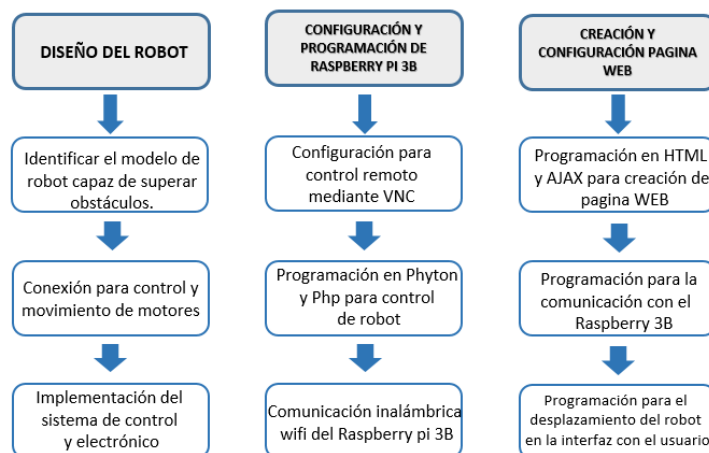 DISEÑO DEL ROBOT
Identificar el modelo de
robot capaz de superar
obstáculos.
Conexión para control y
movimiento de motores
Implementación del
sistema de control
y electrónico
CONFIGURACIÓN Y
PROGRAMACIÓN DE
RASPBERRY PI 3B
Configuración para
control remoto
mediante VNC
Programación en Phyton
y Php para control
de robot
Comunicación inalámbrica
wifi del Raspberry pi 3B
CREACIÓN Y
CONFIGURACIÓN PAGINA
WEB
Programación en HTML
y AJAX para creación de
pagina WEB
Programación para la
comunicación con el
Raspberry 3B
Programación para el
desplazamiento del robot
en la interfaz con el usuario